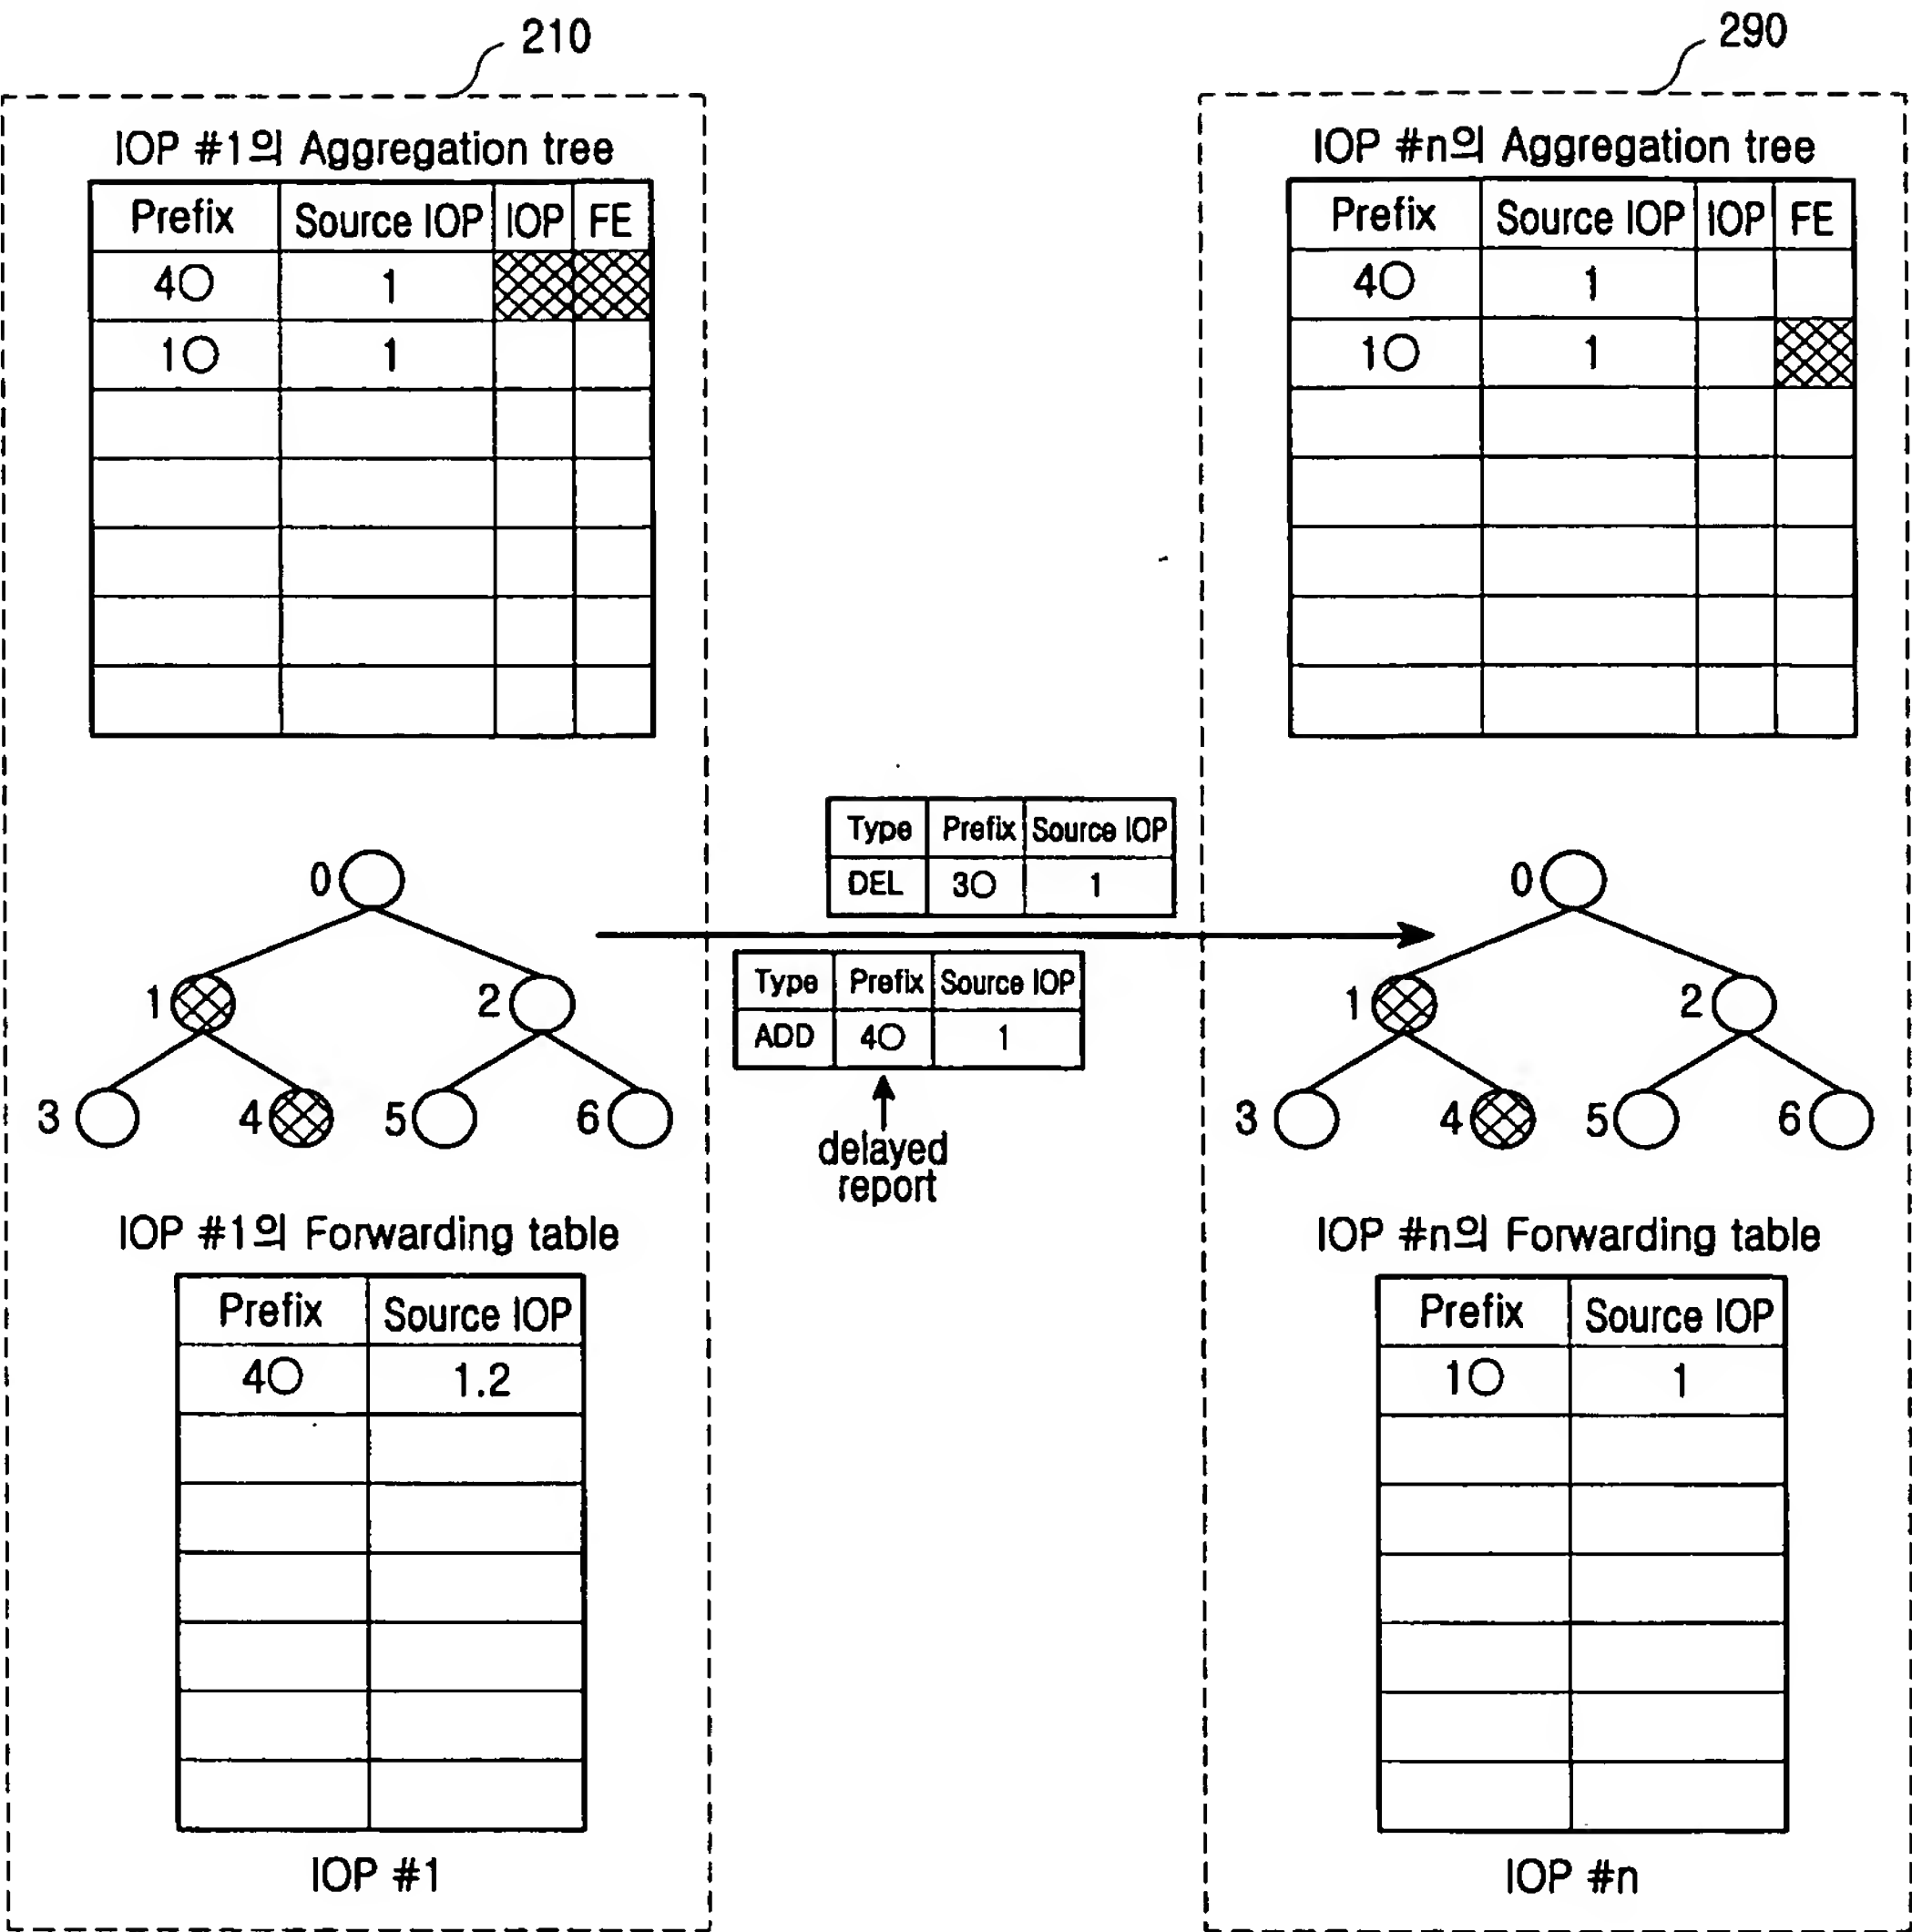 210
290
IOP #1의 Aggregation tree
Prefix Source IOP IOP FE
4○ 1
1○ 1
IOP #n의 Aggregation tree
Prefix Source IOP IOP FE
4○ 1
1○ 1
Type Prefix Source IOP
DEL 3○ 1
Type Prefix Source IOP
ADD 4○ 1
delayed
report
0
1 2
3 4 5 6
0
1 2
3 4 5 6
IOP #1의 Forwarding table
Prefix Source IOP
4○ 1.2
IOP #1
IOP #n의 Forwarding table
Prefix Source IOP
1○ 1
IOP #n